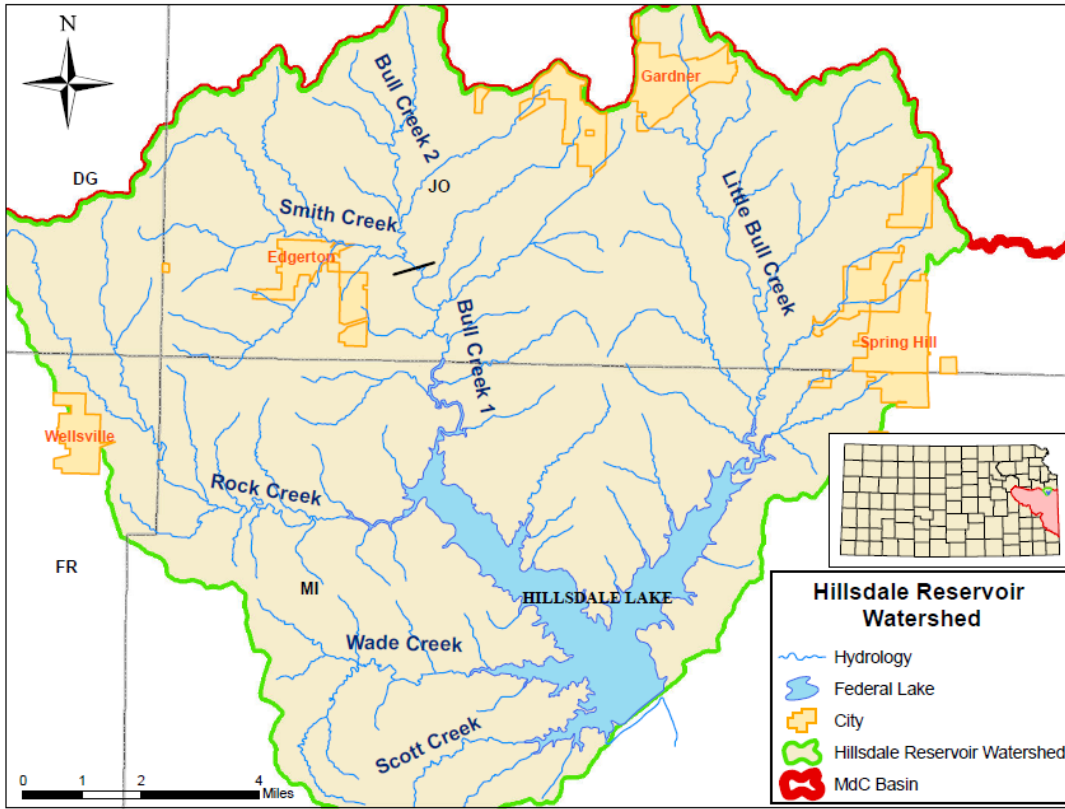 N
Gardner
Bull Creek 2
DG
JO
Little Bull Creek
Smith Creek
Edgerton
Bull Creek 1
Spring Hill
Wellsville
Rock Creek
FR
MI
HILLSDALE LAKE
Wade Creek
Scott Creek
0 1 2 4
Miles
Hillsdale Reservoir
Watershed
Hydrology
Federal Lake
City
Hillsdale Reservoir Watershed
MdC Basin